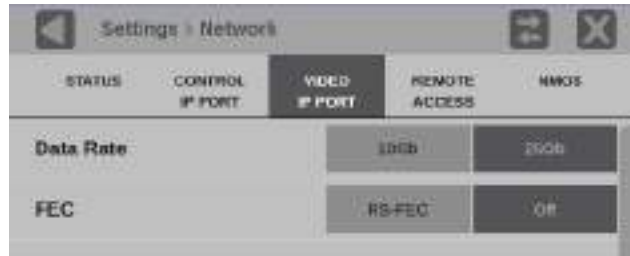 Settings > Network
STATUS CONTROL VIDEO REMOTE NMOS
IP PORT IP PORT ACCESS
Data Rate 10Gb 25Gb
FEC RS-FEC Off